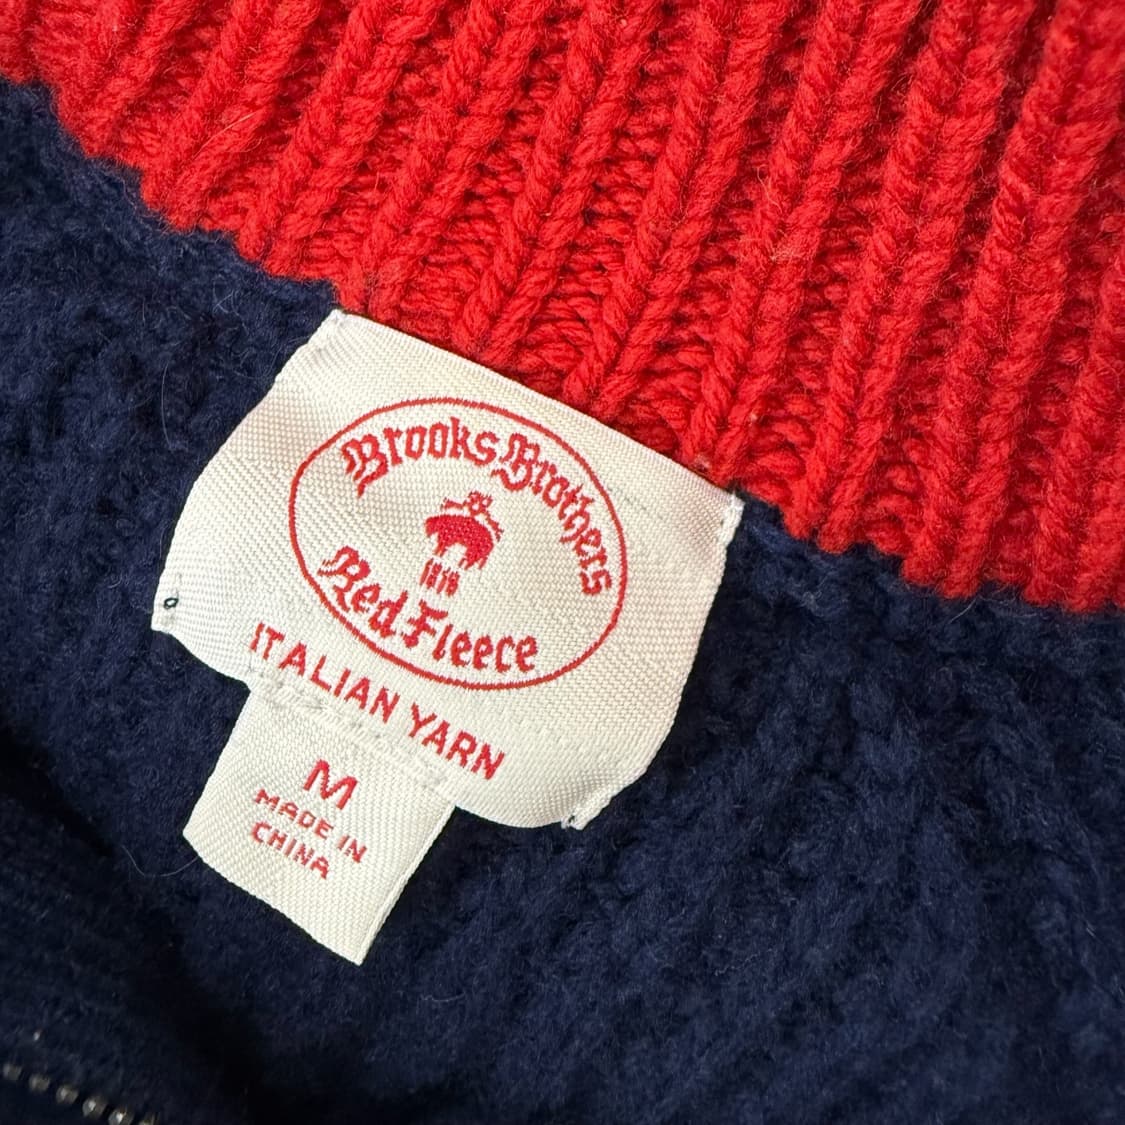 Brooks Brothers
1818
Red Fleece
ITALIAN YARN
M
MADE IN
CHINA